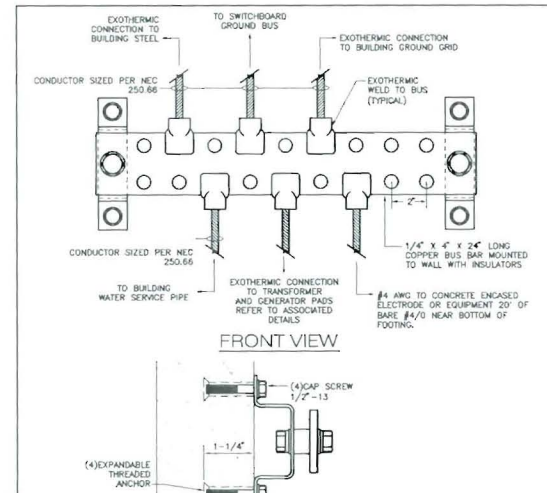 EXOTHERMIC
CONNECTION TO
BUILDING STEEL
TO SWITCHBOARD
GROUND BUS
EXOTHERMIC CONNECTION
TO BUILDING GROUND GRID
CONDUCTOR SIZED PER NEC
250.66
EXOTHERMIC
WELD TO BUS
(TYPICAL)
2"
CONDUCTOR SIZED PER NEC
250.66
1/4" X 4" X 24" LONG
COPPER BUS BAR MOUNTED
TO WALL WITH INSULATORS
TO BUILDING
WATER SERVICE PIPE
EXOTHERMIC CONNECTION
TO TRANSFORMER
AND GENERATOR PADS
REFER TO ASSOCIATED
DETAILS
#4 AWG TO CONCRETE ENCASED
ELECTRODE OR EQUIPMENT 20' OF
BARE #4/0 NEAR BOTTOM OF
FOOTING.
FRONT VIEW
(4)CAP SCREW
1/2"-13
1-1/4"
(4)EXPANDABLE
THREADED
ANCHOR